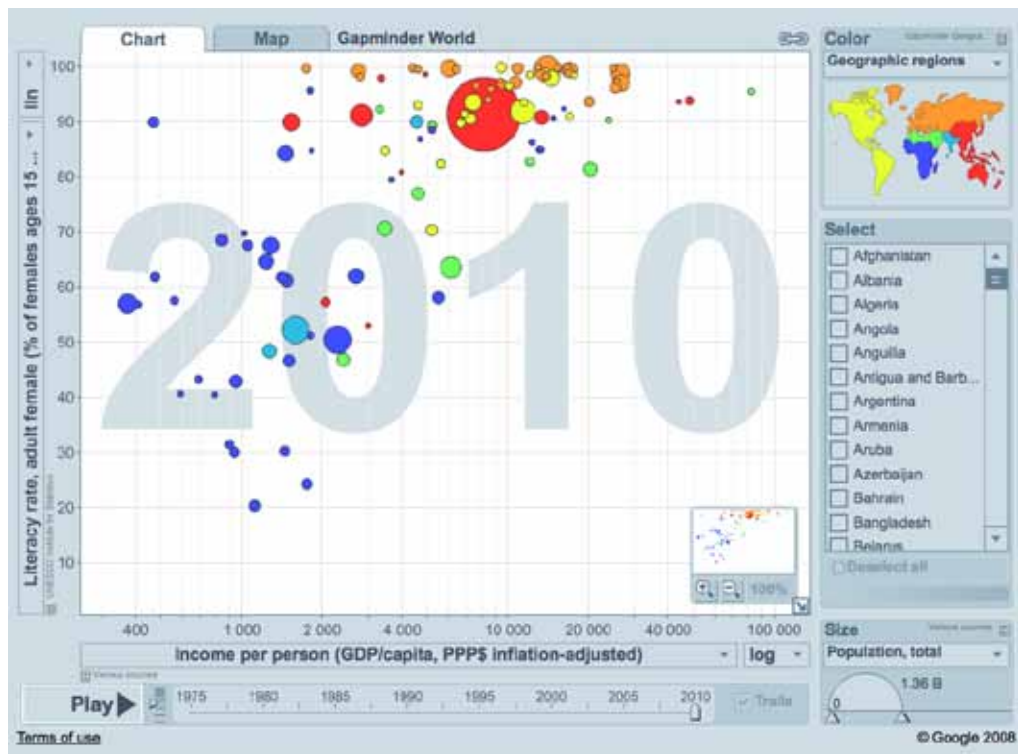 Chart
Map
Gapminder World
100
90
80
70
60
50
40
30
20
10
lin
Literacy rate, adult female (% of females ages 15 ...
2010
400
1 000
2 000
4 000
10 000
20 000
40 000
100 000
Income per person (GDP/capita, PPP$ inflation-adjusted)
log
100%
Play
1975
1980
1985
1990
1995
2000
2005
2010
Trails
Terms of use
Color
Geographic regions
Select
Afghanistan
Albania
Algeria
Angola
Anguilla
Antigua and Barb...
Argentina
Armenia
Aruba
Azerbaijan
Bahrain
Bangladesh
Belarus
Deselect all
Size
Population, total
1.36 B
0
© Google 2008